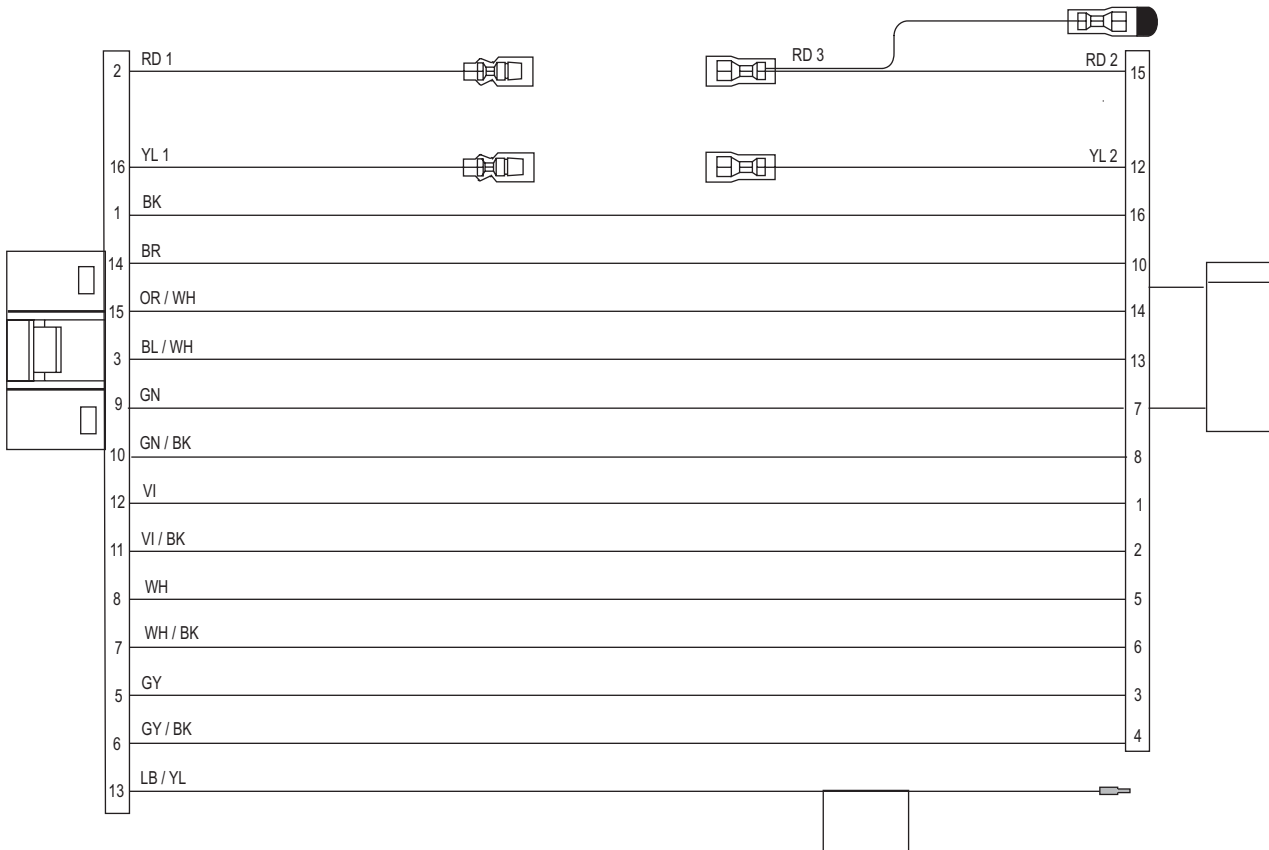 RD 1 RD 3 RD 2
2 15
YL 1 YL 2
16 12
BK
1 16
BR
14 10
OR / WH
15 14
BL / WH
3 13
GN
9 7
GN / BK
10 8
VI
12 1
VI / BK
11 2
WH
8 5
WH / BK
7 6
GY
5 3
GY / BK
6 4
LB / YL
13